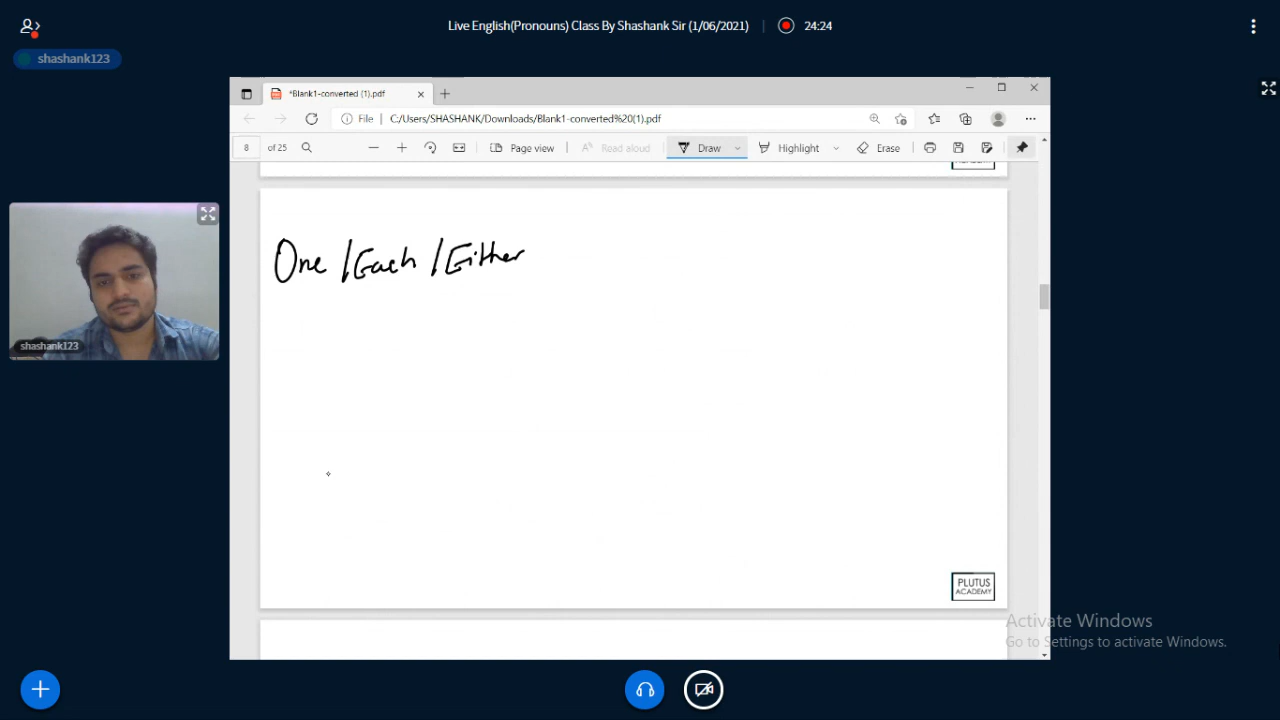 Live English(Pronouns) Class By Shashank Sir (1/06/2021) 24:24
shashank123
*Blank1-converted (1).pdf
File C:/Users/SHASHANK/Downloads/Blank1-converted%20(1).pdf
8 of 25 Page view Read aloud Draw Highlight Erase
One / Each / Either
shashank123
PLUTUS
ACADEMY
Activate Windows
Go to Settings to activate Windows.